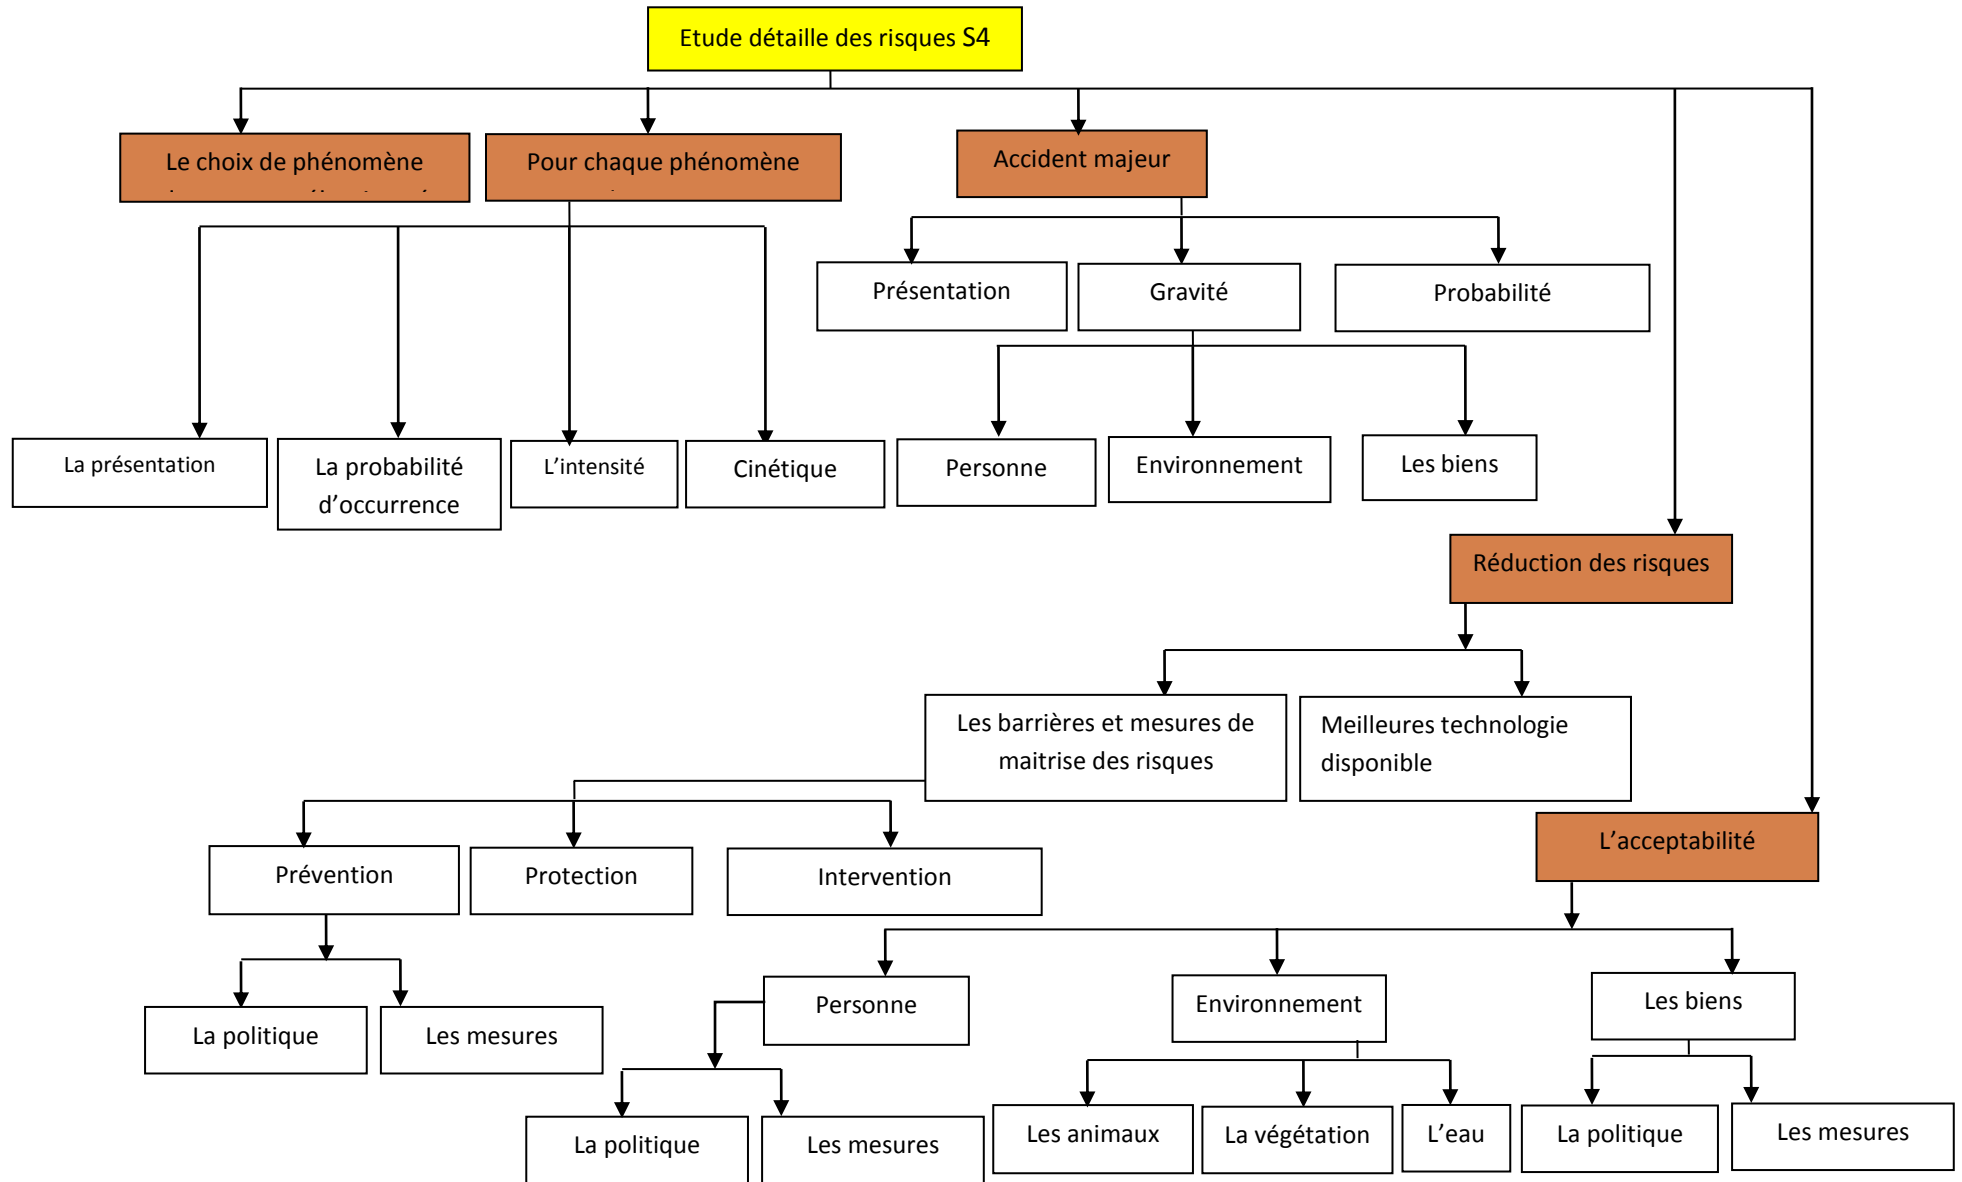 Etude détaille des risques S4
Le choix de phénomène
Pour chaque phénomène
Accident majeur
Présentation
Gravité
Probabilité
La présentation
La probabilité
d’occurrence
L’intensité
Cinétique
Personne
Environnement
Les biens
Réduction des risques
Les barrières et mesures de
maitrise des risques
Meilleures technologie
disponible
L’acceptabilité
Prévention
Protection
Intervention
La politique
Les mesures
Personne
Environnement
Les biens
La politique
Les mesures
Les animaux
La végétation
L’eau
La politique
Les mesures